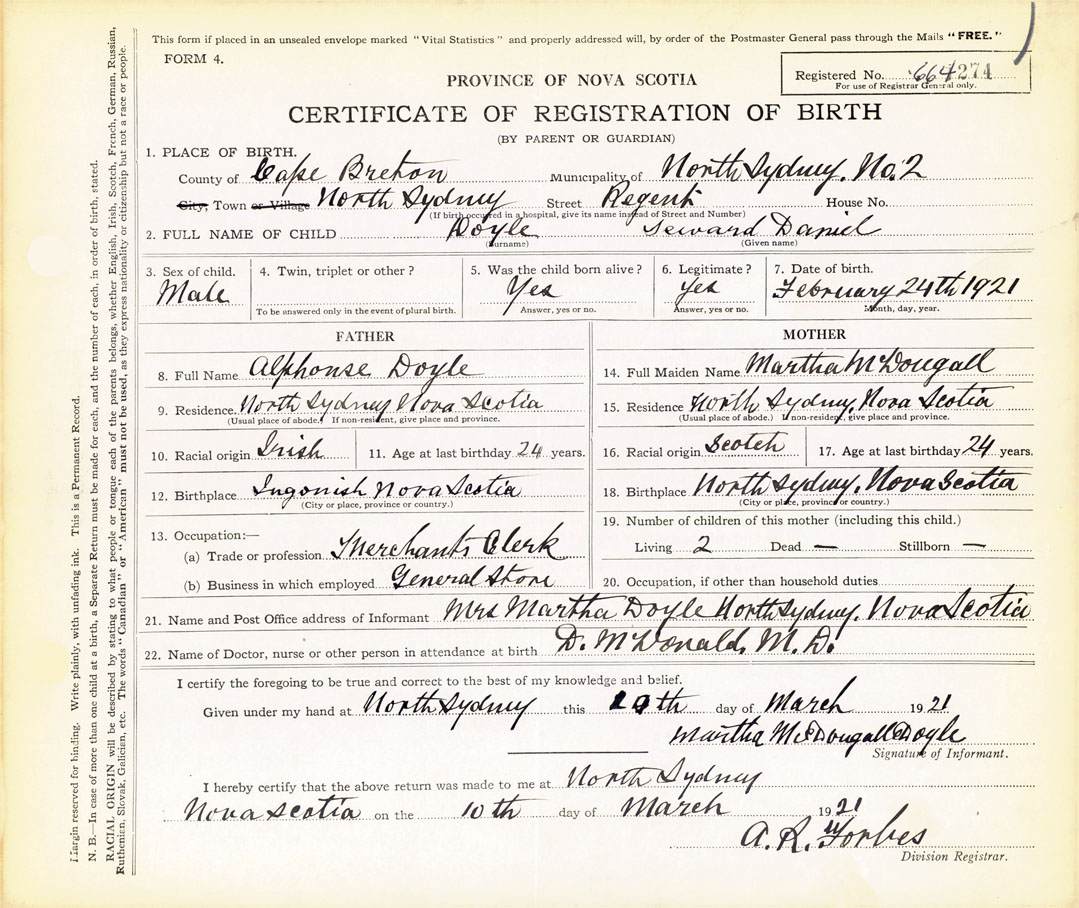 This form if placed in an unsealed envelope marked "Vital Statistics" and properly addressed will, by order of the Postmaster General pass through the Mails "FREE."
FORM 4.
Registered No. 664 274
For use of Registrar General only.
PROVINCE OF NOVA SCOTIA
CERTIFICATE OF REGISTRATION OF BIRTH
(BY PARENT OR GUARDIAN)
1. PLACE OF BIRTH.
County of Cape Breton Municipality of North Sydney. No. 2
City, Town or Village North Sydney Street Regent House No.
(If birth occurred in a hospital, give its name instead of Street and Number)
2. FULL NAME OF CHILD Doyle Seward Daniel
(Surname) (Given name)
3. Sex of child. 4. Twin, triplet or other? 5. Was the child born alive? 6. Legitimate? 7. Date of birth.
Male Yes Yes February 24th 1921
To be answered only in the event of plural birth. Answer, yes or no. Answer, yes or no. Month, day, year.
FATHER
8. Full Name Alphonse Doyle
9. Residence. North Sydney Nova Scotia
(Usual place of abode.) If non-resident, give place and province.
10. Racial origin Irish 11. Age at last birthday 24 years.
12. Birthplace Ingonish Nova Scotia
(City or place, province or country.)
13. Occupation:—
(a) Trade or profession Merchants Clerk
(b) Business in which employed General Store
MOTHER
14. Full Maiden Name Martha McDougall
15. Residence North Sydney, Nova Scotia
(Usual place of abode.) If non-resident, give place and province.
16. Racial origin Scotch 17. Age at last birthday 24 years.
18. Birthplace North Sydney, Nova Scotia
(City or place, province or country.)
19. Number of children of this mother (including this child.)
Living 2 Dead — Stillborn —
20. Occupation, if other than household duties
21. Name and Post Office address of Informant Mrs Martha Doyle North Sydney. Nova Scotia
22. Name of Doctor, nurse or other person in attendance at birth D. McDonald, M.D.
I certify the foregoing to be true and correct to the best of my knowledge and belief.
Given under my hand at North Sydney this 10th day of March 1921
Martha McDougall Doyle
Signature of Informant.
I hereby certify that the above return was made to me at North Sydney
Nova Scotia on the 10th day of March 1921
A. R. Forbes
Division Registrar.
Margin reserved for binding. Write plainly, with unfading ink. This is a Permanent Record.
N. B.—In case of more than one child at a birth, a Separate Return must be made for each, and the number of each, in order of birth, stated.
RACIAL ORIGIN will be described by stating to what people or tongue each of the parents belongs, whether English, Irish, Scotch, French, German, Russian,
Ruthenian, Slovak, Galician, etc. The words "Canadian" or "American" must not be used, as they express nationality or citizenship but not a race or people.